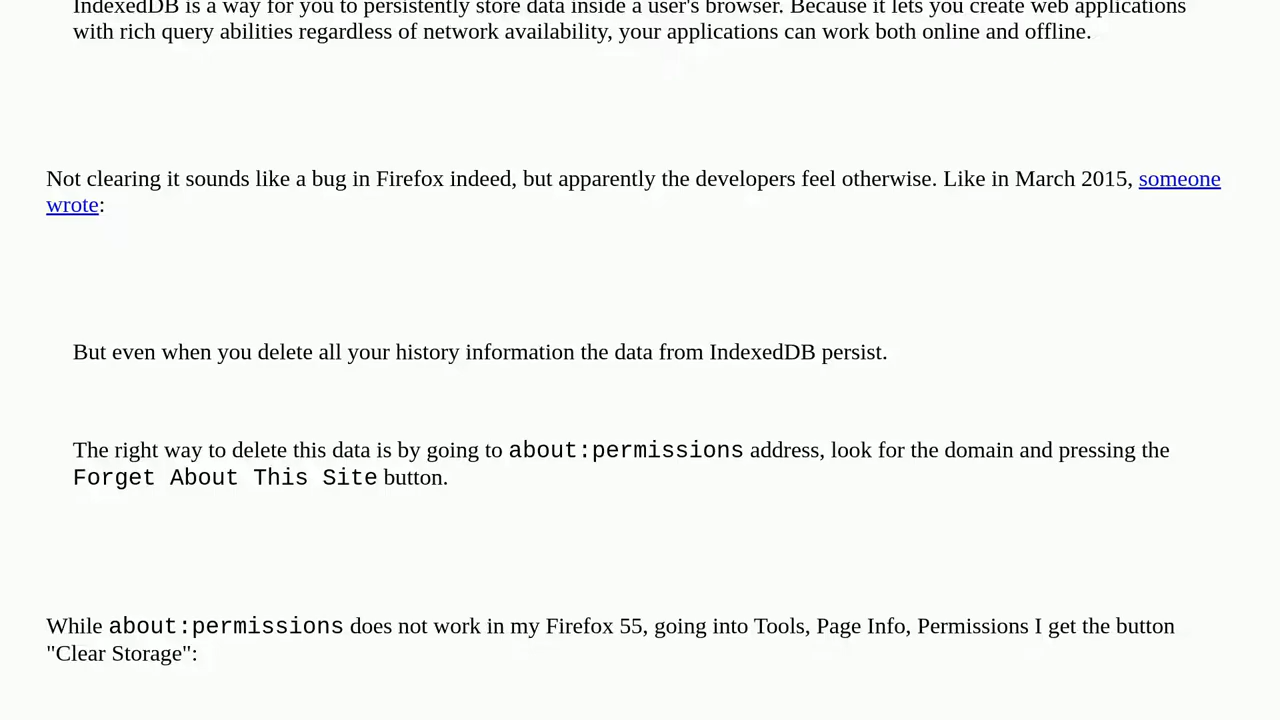 IndexedDB is a way for you to persistently store data inside a user's browser. Because it lets you create web applications
with rich query abilities regardless of network availability, your applications can work both online and offline.
Not clearing it sounds like a bug in Firefox indeed, but apparently the developers feel otherwise. Like in March 2015, someone
wrote:
But even when you delete all your history information the data from IndexedDB persist.
The right way to delete this data is by going to about:permissions address, look for the domain and pressing the
Forget About This Site button.
While about:permissions does not work in my Firefox 55, going into Tools, Page Info, Permissions I get the button
"Clear Storage":